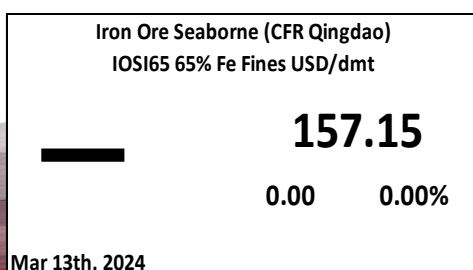 Iron Ore Seaborne (CFR Qingdao)
IOSI65 65% Fe Fines USD/dmt
157.15
0.00 0.00%
Mar 13th, 2024